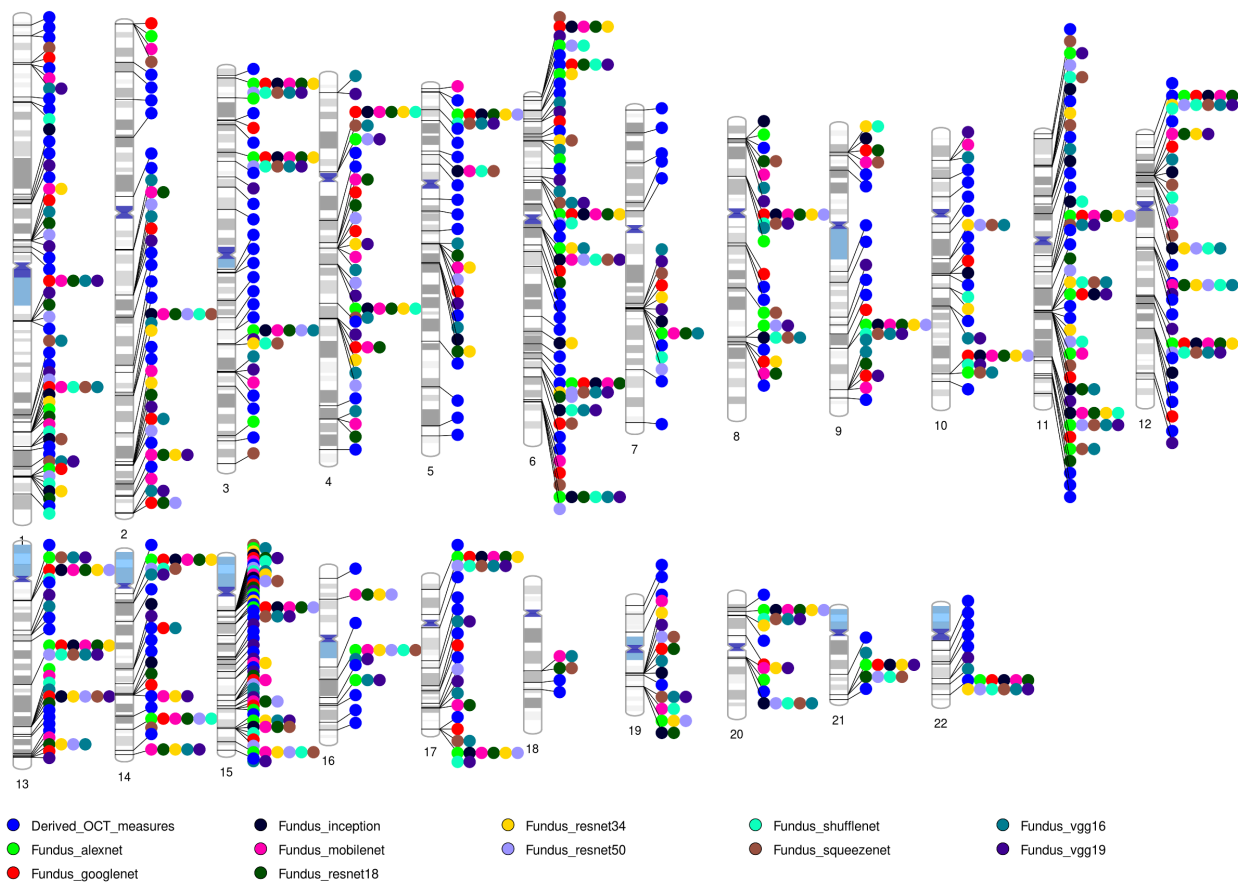 1
2
3
4
5
6
7
8
9
10
11
12
13
14
15
16
17
18
19
20
21
22
Derived_OCT_measures
Fundus_inception
Fundus_resnet34
Fundus_shufflenet
Fundus_vgg16
Fundus_alexnet
Fundus_mobilenet
Fundus_resnet50
Fundus_squeezenet
Fundus_vgg19
Fundus_googlenet
Fundus_resnet18